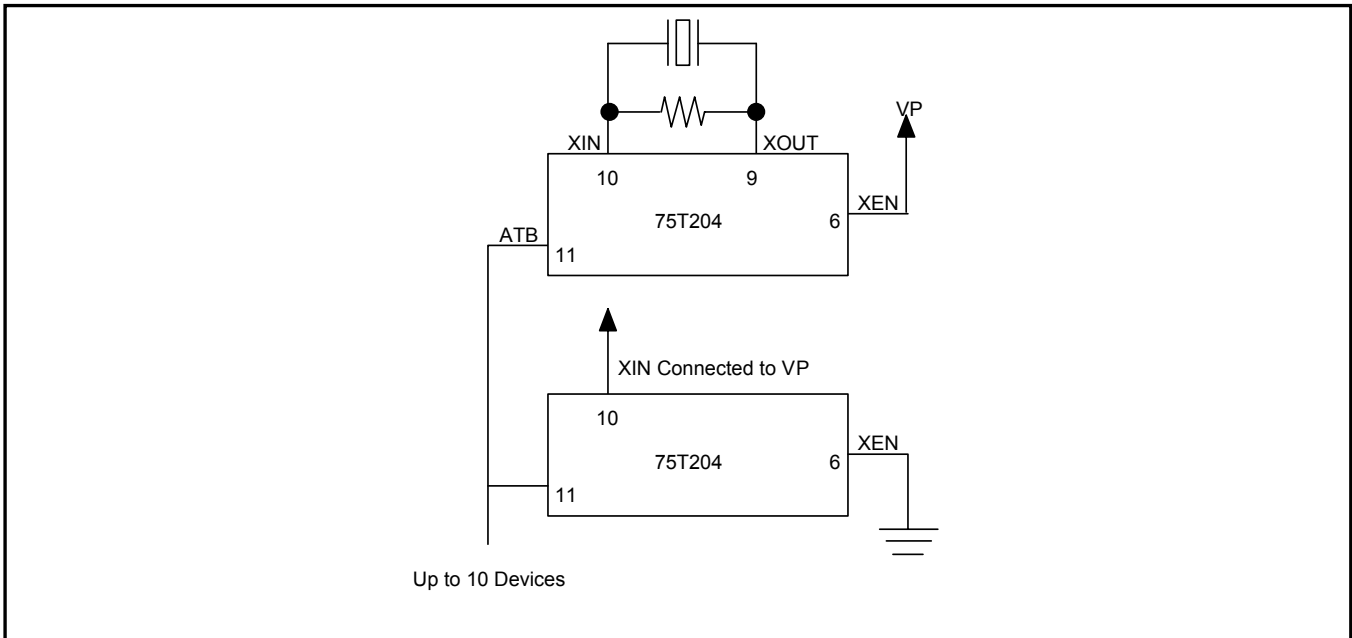 VP
XIN
XOUT
10
9
75T204
XEN
6
ATB
11
XIN Connected to VP
10
75T204
XEN
6
11
Up to 10 Devices